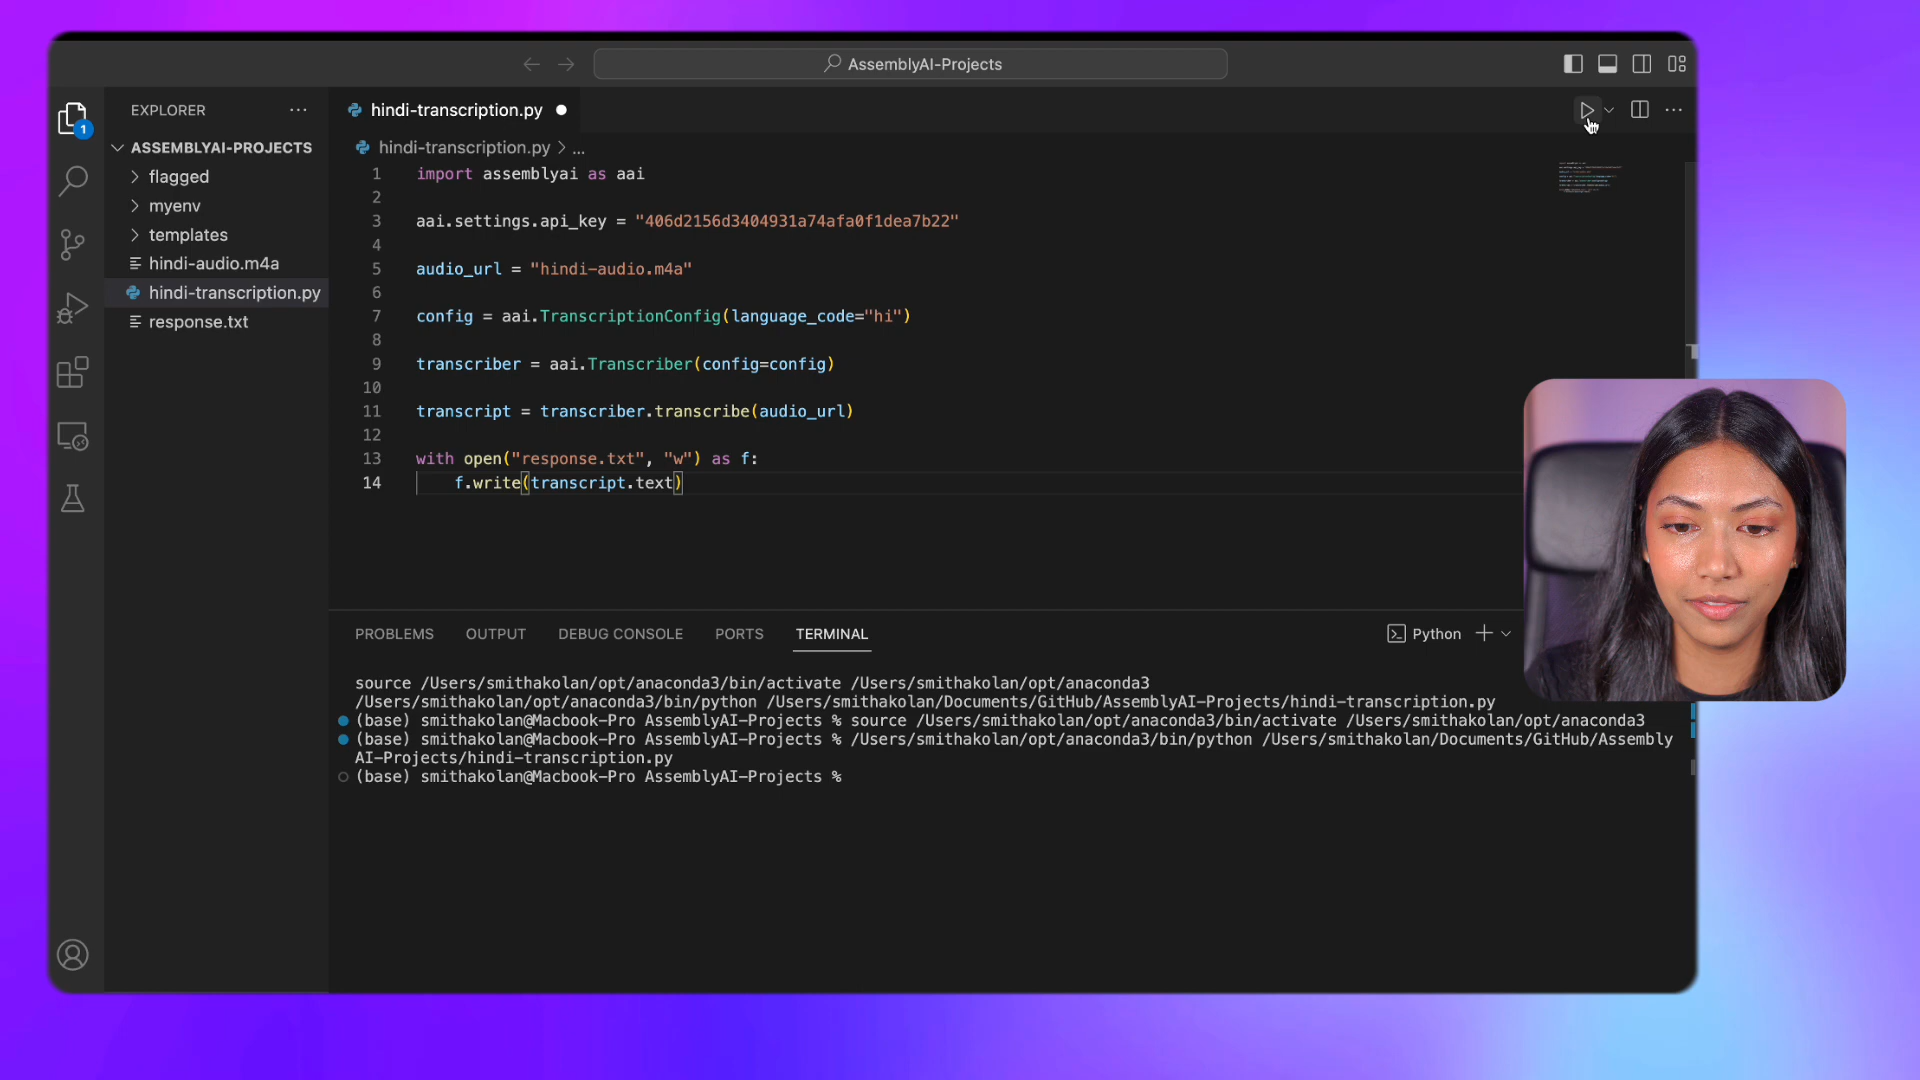 AssemblyAI-Projects
EXPLORER
1
ASSEMBLYAI-PROJECTS
flagged
myenv
templates
hindi-audio.m4a
hindi-transcription.py
response.txt
hindi-transcription.py
hindi-transcription.py > ...
1 import assemblyai as aai
2
3 aai.settings.api_key = "406d2156d3404931a74afa0f1dea7b22"
4
5 audio_url = "hindi-audio.m4a"
6
7 config = aai.TranscriptionConfig(language_code="hi")
8
9 transcriber = aai.Transcriber(config=config)
10
11 transcript = transcriber.transcribe(audio_url)
12
13 with open("response.txt", "w") as f:
14 f.write(transcript.text)
PROBLEMS OUTPUT DEBUG CONSOLE PORTS TERMINAL Python
source /Users/smithakolan/opt/anaconda3/bin/activate /Users/smithakolan/opt/anaconda3
/Users/smithakolan/opt/anaconda3/bin/python /Users/smithakolan/Documents/GitHub/AssemblyAI-Projects/hindi-transcription.py
(base) smithakolan@Macbook-Pro AssemblyAI-Projects % source /Users/smithakolan/opt/anaconda3/bin/activate /Users/smithakolan/opt/anaconda3
(base) smithakolan@Macbook-Pro AssemblyAI-Projects % /Users/smithakolan/opt/anaconda3/bin/python /Users/smithakolan/Documents/GitHub/Assembly
AI-Projects/hindi-transcription.py
(base) smithakolan@Macbook-Pro AssemblyAI-Projects %